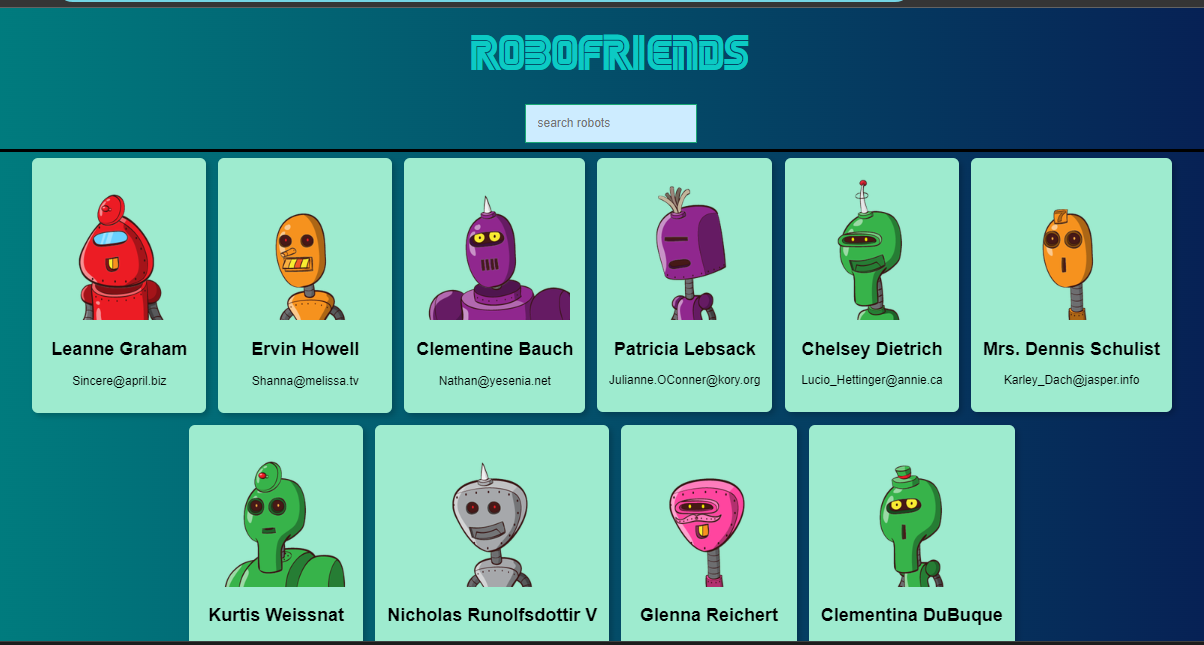 ROBOFRIENDS
search robots
Leanne Graham
Sincere@april.biz
Ervin Howell
Shanna@melissa.tv
Clementine Bauch
Nathan@yesenia.net
Patricia Lebsack
Julianne.OConner@kory.org
Chelsey Dietrich
Lucio_Hettinger@annie.ca
Mrs. Dennis Schulist
Karley_Dach@jasper.info
Kurtis Weissnat
Nicholas Runolfsdottir V
Glenna Reichert
Clementina DuBuque